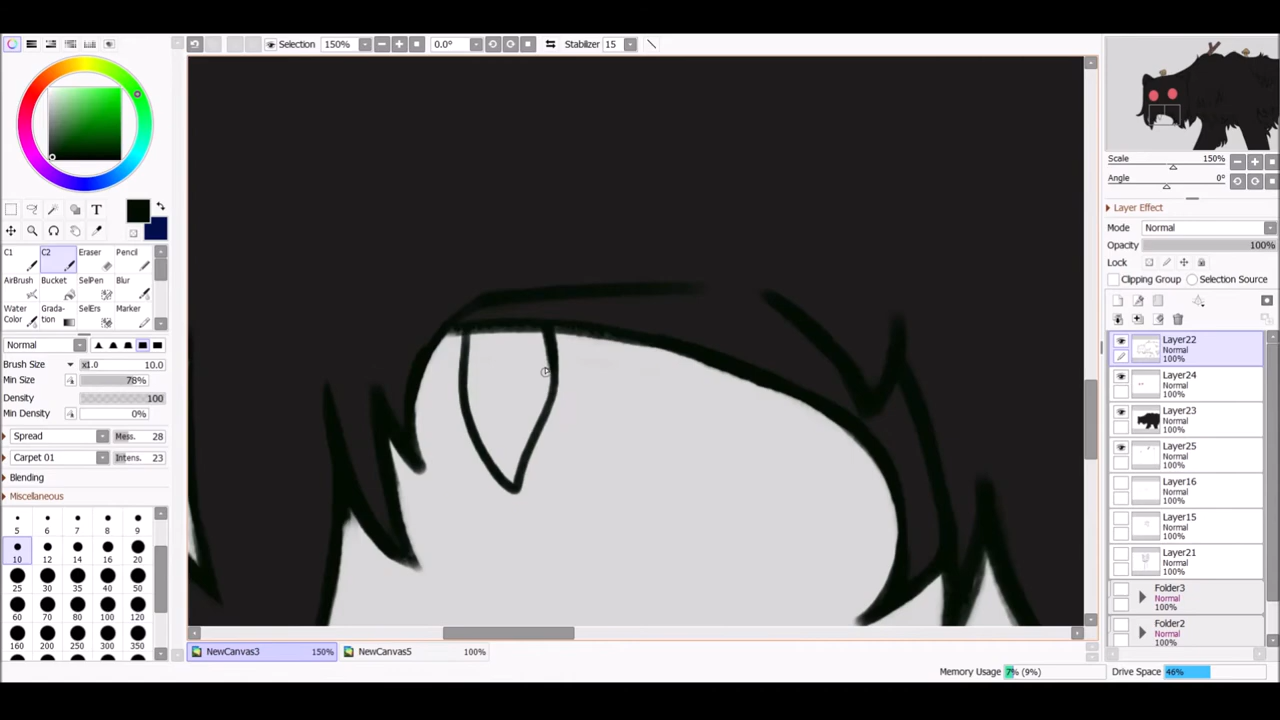 Selection 150% 0.0° Stabilizer 15
T
C1 C2 Eraser Pencil
AirBrush Bucket SelPen Blur
Water Color Grada-tion SelErs Marker
Normal
Brush Size x1.0 10.0
Min Size 78%
Density 100
Min Density 0%
Spread Mess. 28
Carpet 01 Intens. 23
Blending
Miscellaneous
5 6 7 8 9
10 12 14 16 20
25 30 35 40 50
60 70 80 100 120
160 200 250 300 350
NewCanvas3 150% NewCanvas5 100%
Scale 150%
Angle 0°
Layer Effect
Mode Normal
Opacity 100%
Lock
Clipping Group Selection Source
Layer22
Normal
100%
Layer24
Normal
100%
Layer23
Normal
100%
Layer25
Normal
100%
Layer16
Normal
100%
Layer15
Normal
100%
Layer21
Normal
100%
Folder3
Normal
100%
Folder2
Normal
100%
Memory Usage 7% (9%) Drive Space 46%